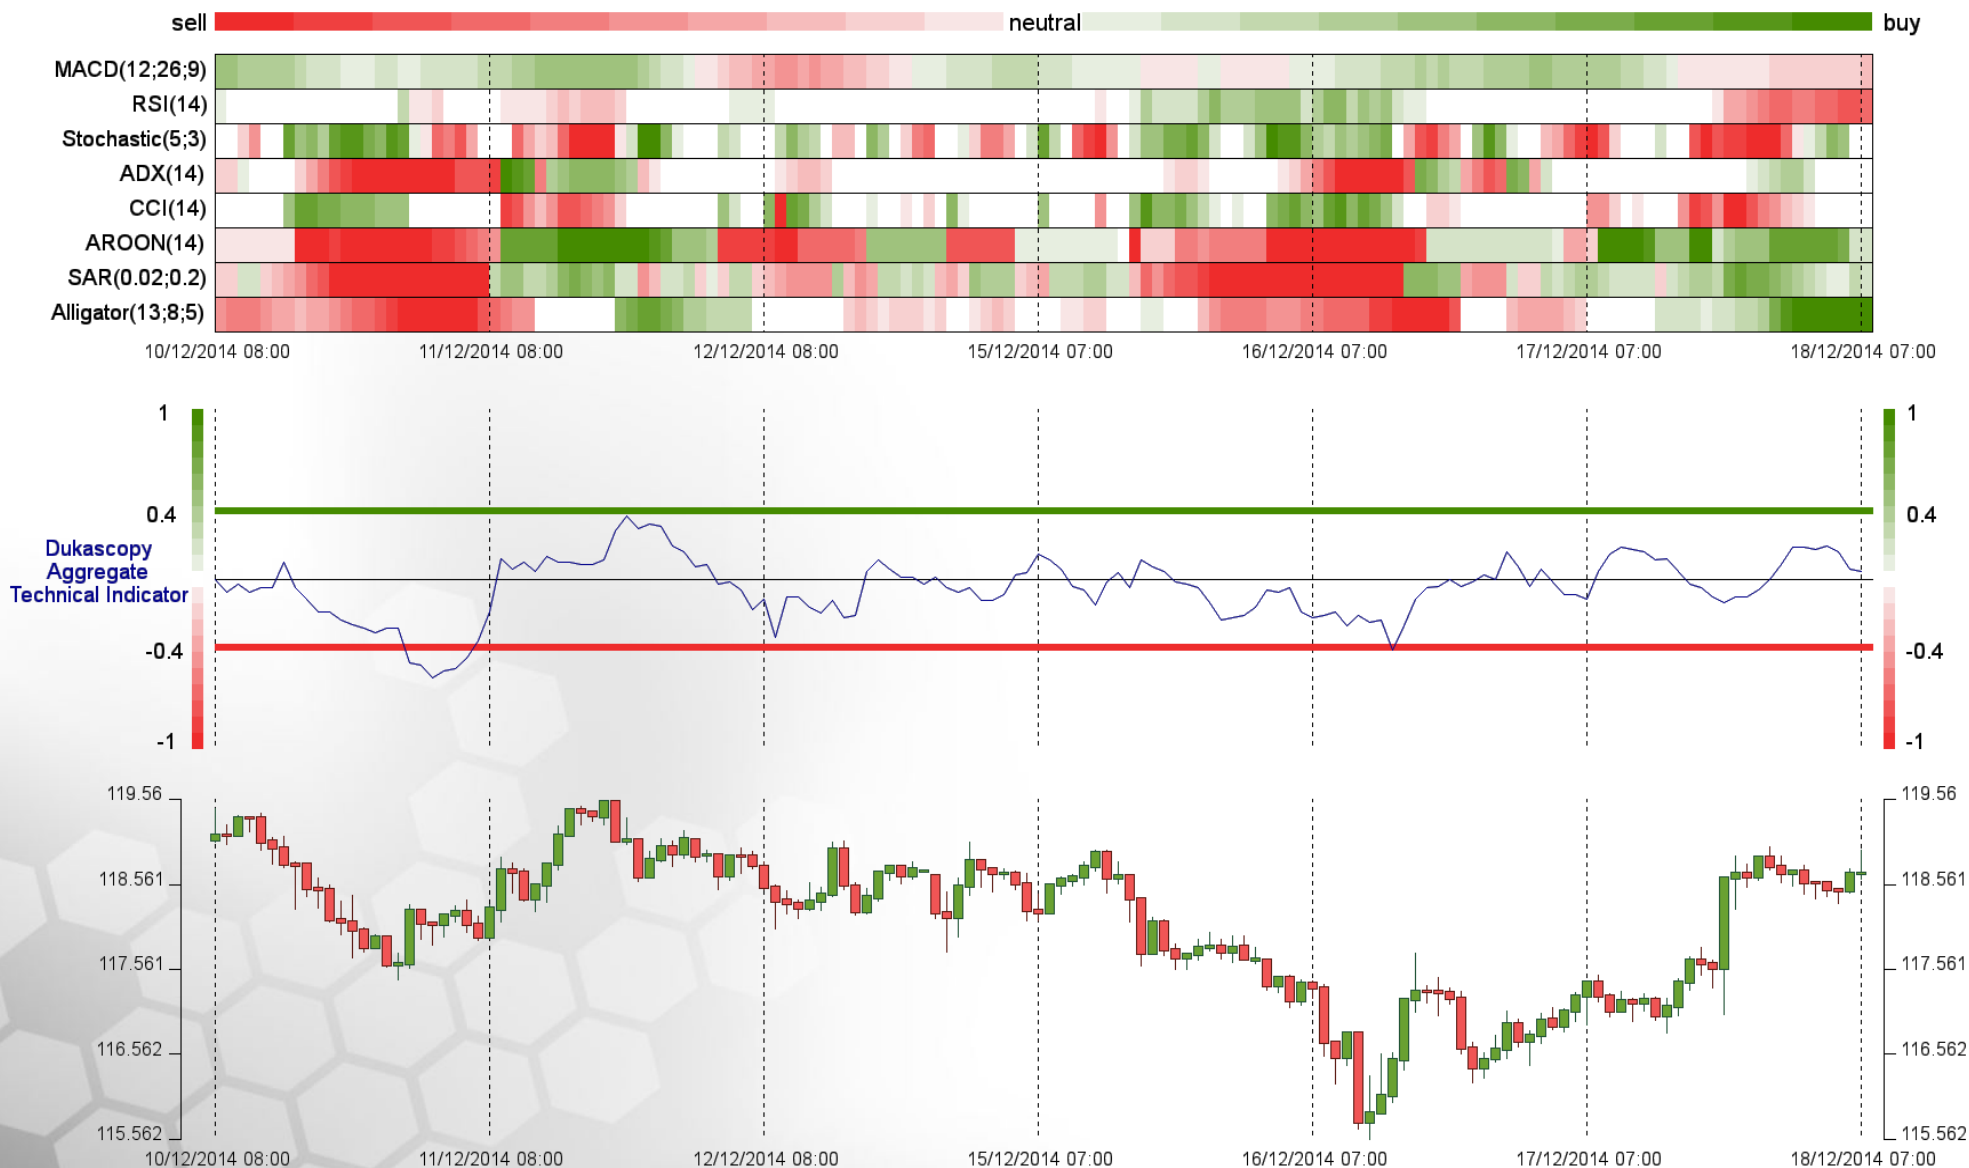 sell neutral buy
MACD(12;26;9)
RSI(14)
Stochastic(5;3)
ADX(14)
CCI(14)
AROON(14)
SAR(0.02;0.2)
Alligator(13;8;5)
10/12/2014 08:00 11/12/2014 08:00 12/12/2014 08:00 15/12/2014 07:00 16/12/2014 07:00 17/12/2014 07:00 18/12/2014 07:00
1 1
0.4 0.4
Dukascopy
Aggregate
Technical Indicator
-0.4 -0.4
-1 -1
119.56 119.56
118.561 118.561
117.561 117.561
116.562 116.562
115.562 115.562
10/12/2014 08:00 11/12/2014 08:00 12/12/2014 08:00 15/12/2014 07:00 16/12/2014 07:00 17/12/2014 07:00 18/12/2014 07:00